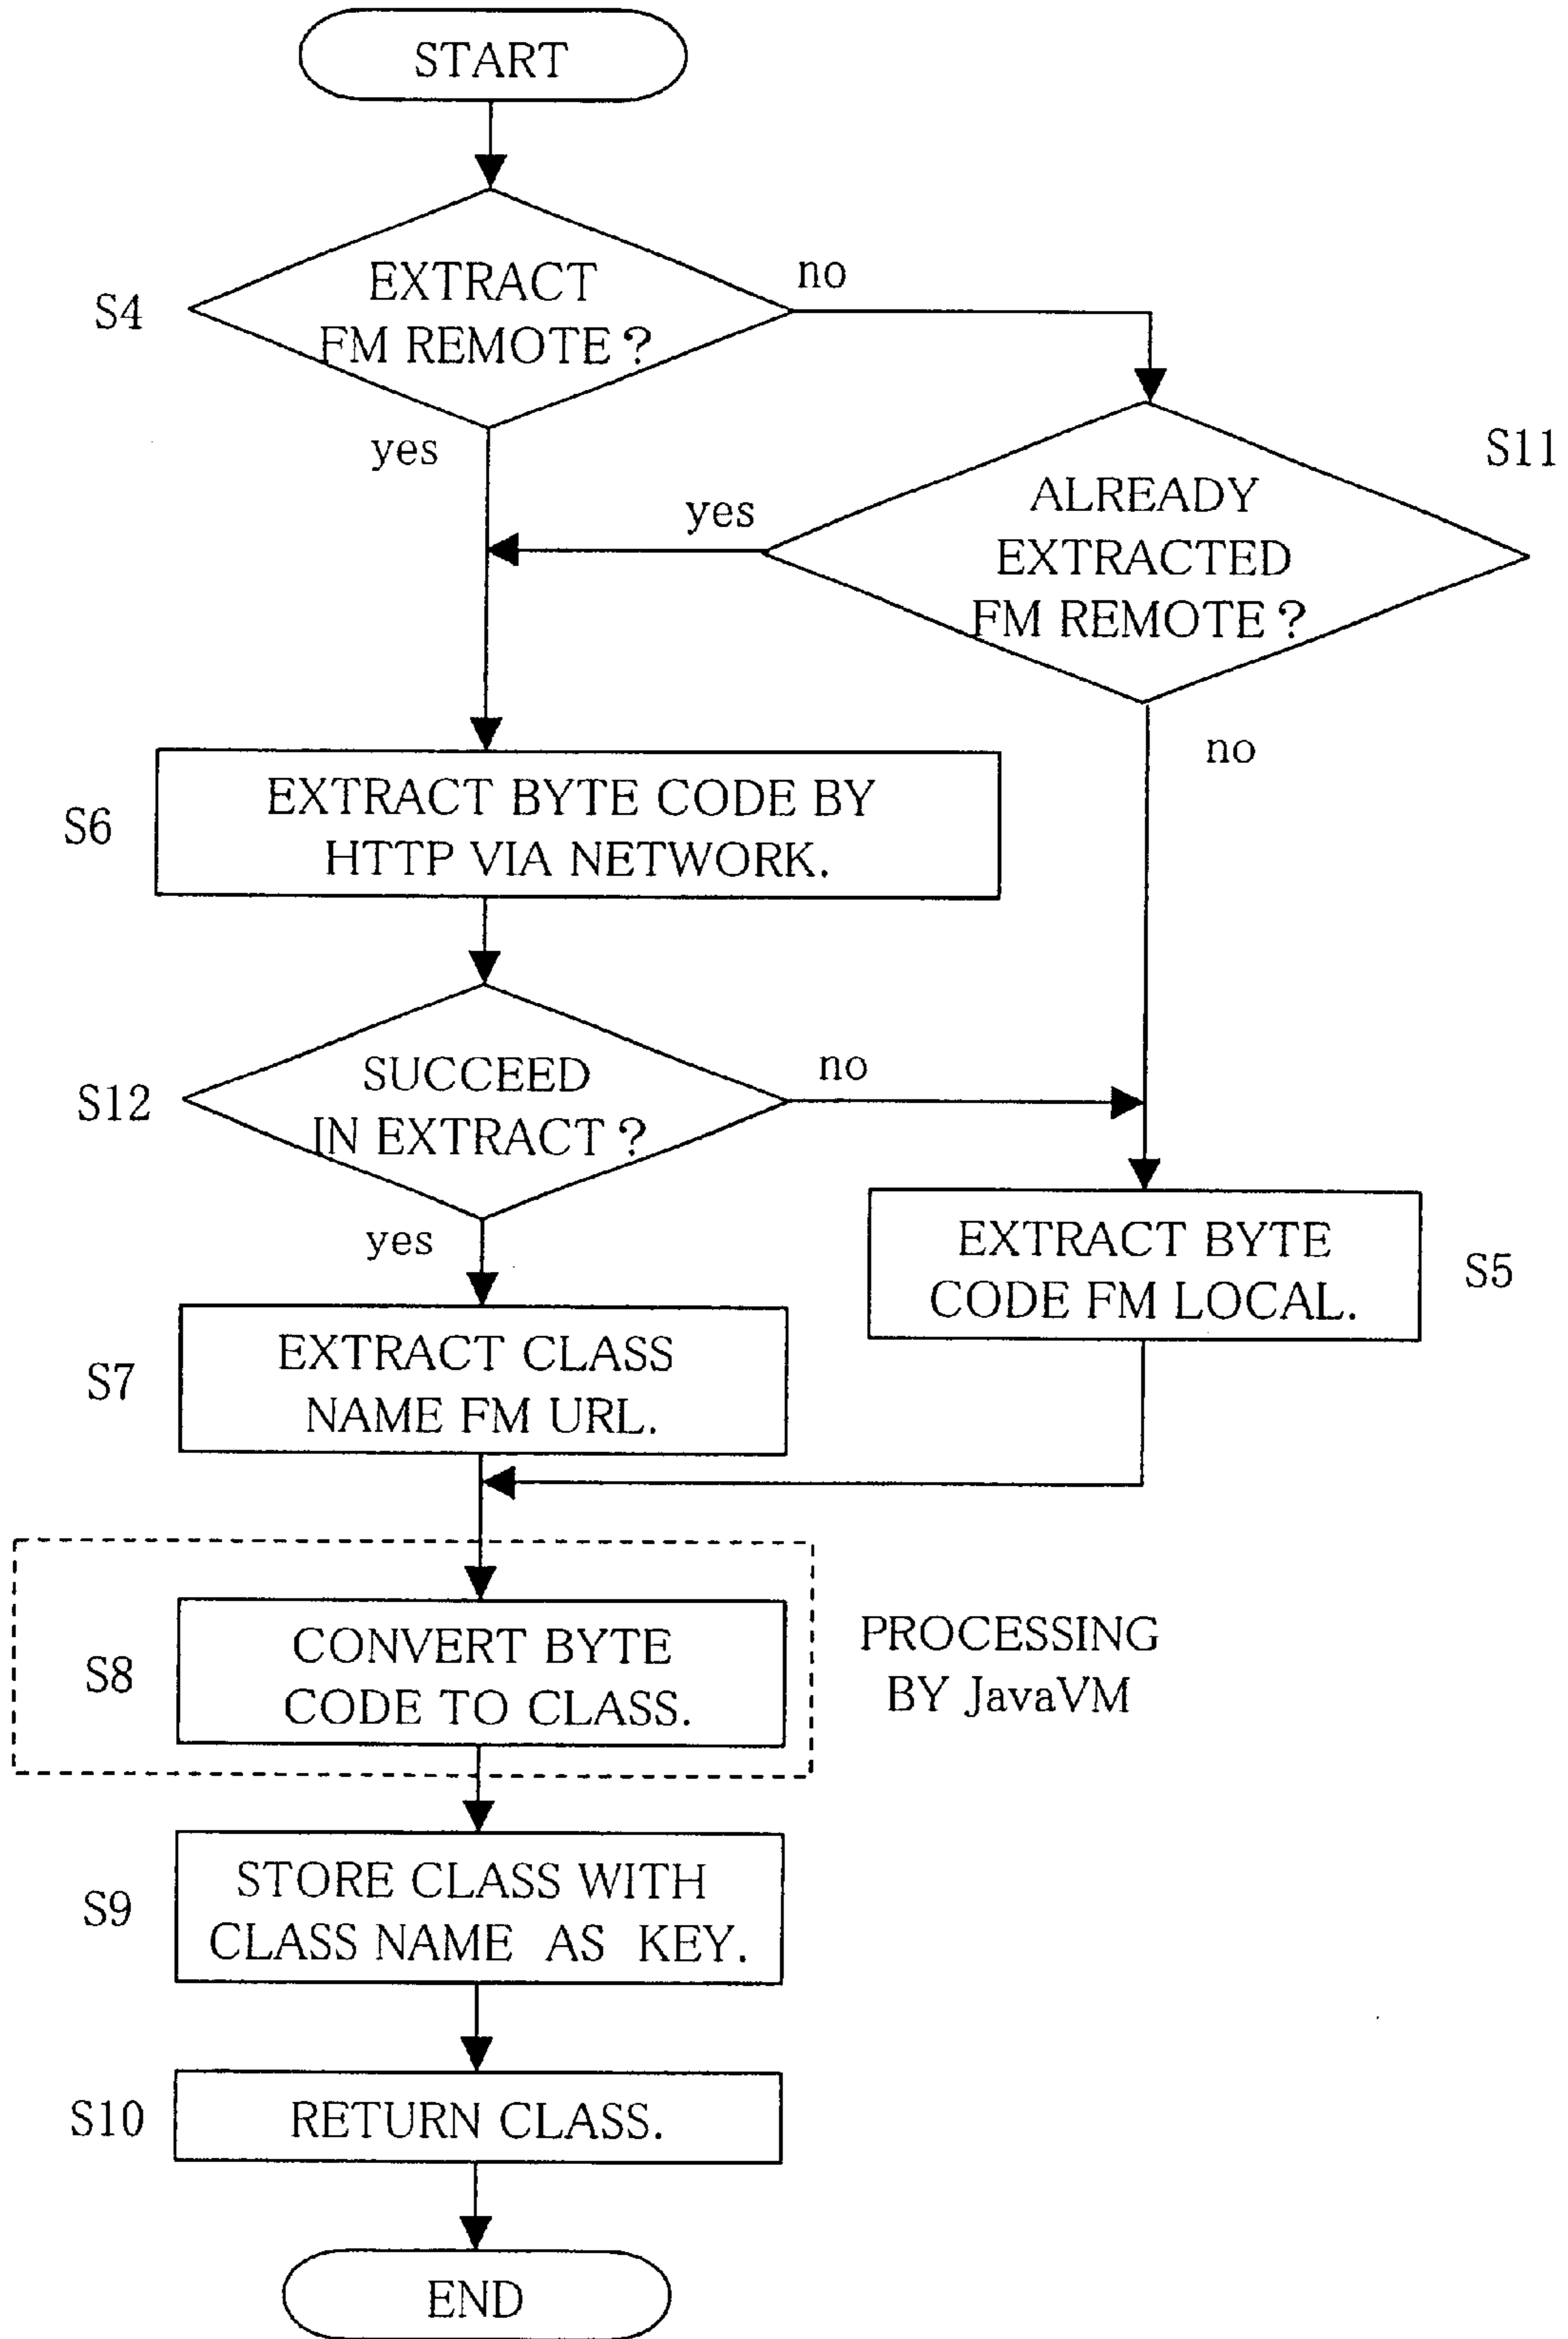 START
S4
EXTRACT
FM REMOTE ?
no
yes
S11
ALREADY
EXTRACTED
FM REMOTE ?
yes
no
S6
EXTRACT BYTE CODE BY
HTTP VIA NETWORK.
S12
SUCCEED
IN EXTRACT ?
no
yes
EXTRACT BYTE
CODE FM LOCAL.
S5
S7
EXTRACT CLASS
NAME FM URL.
S8
CONVERT BYTE
CODE TO CLASS.
PROCESSING
BY JavaVM
S9
STORE CLASS WITH
CLASS NAME AS KEY.
S10
RETURN CLASS.
END